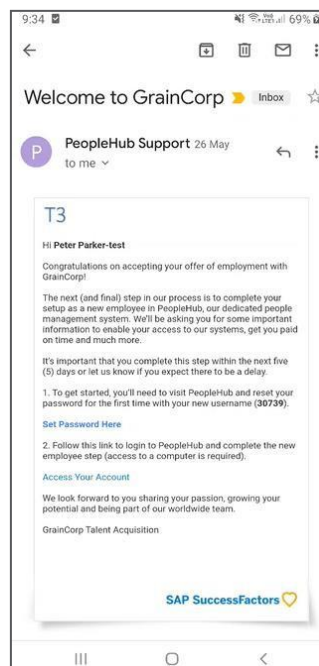 9:34
69%
Welcome to GrainCorp
Inbox
P
PeopleHub Support 26 May
to me
T3
Hi Peter Parker-test
Congratulations on accepting your offer of employment with
GrainCorp!
The next (and final) step in our process is to complete your
setup as a new employee in PeopleHub, our dedicated people
management system. We'll be asking you for some important
information to enable your access to our systems, get you paid
on time and much more.
It's important that you complete this step within the next five
(5) days or let us know if you expect there to be a delay.
1. To get started, you'll need to visit PeopleHub and reset your
password for the first time with your new username (30739).
Set Password Here
2. Follow this link to login to PeopleHub and complete the new
employee step (access to a computer is required).
Access Your Account
We look forward to you sharing your passion, growing your
potential and being part of our worldwide team.
GrainCorp Talent Acquisition
SAP SuccessFactors